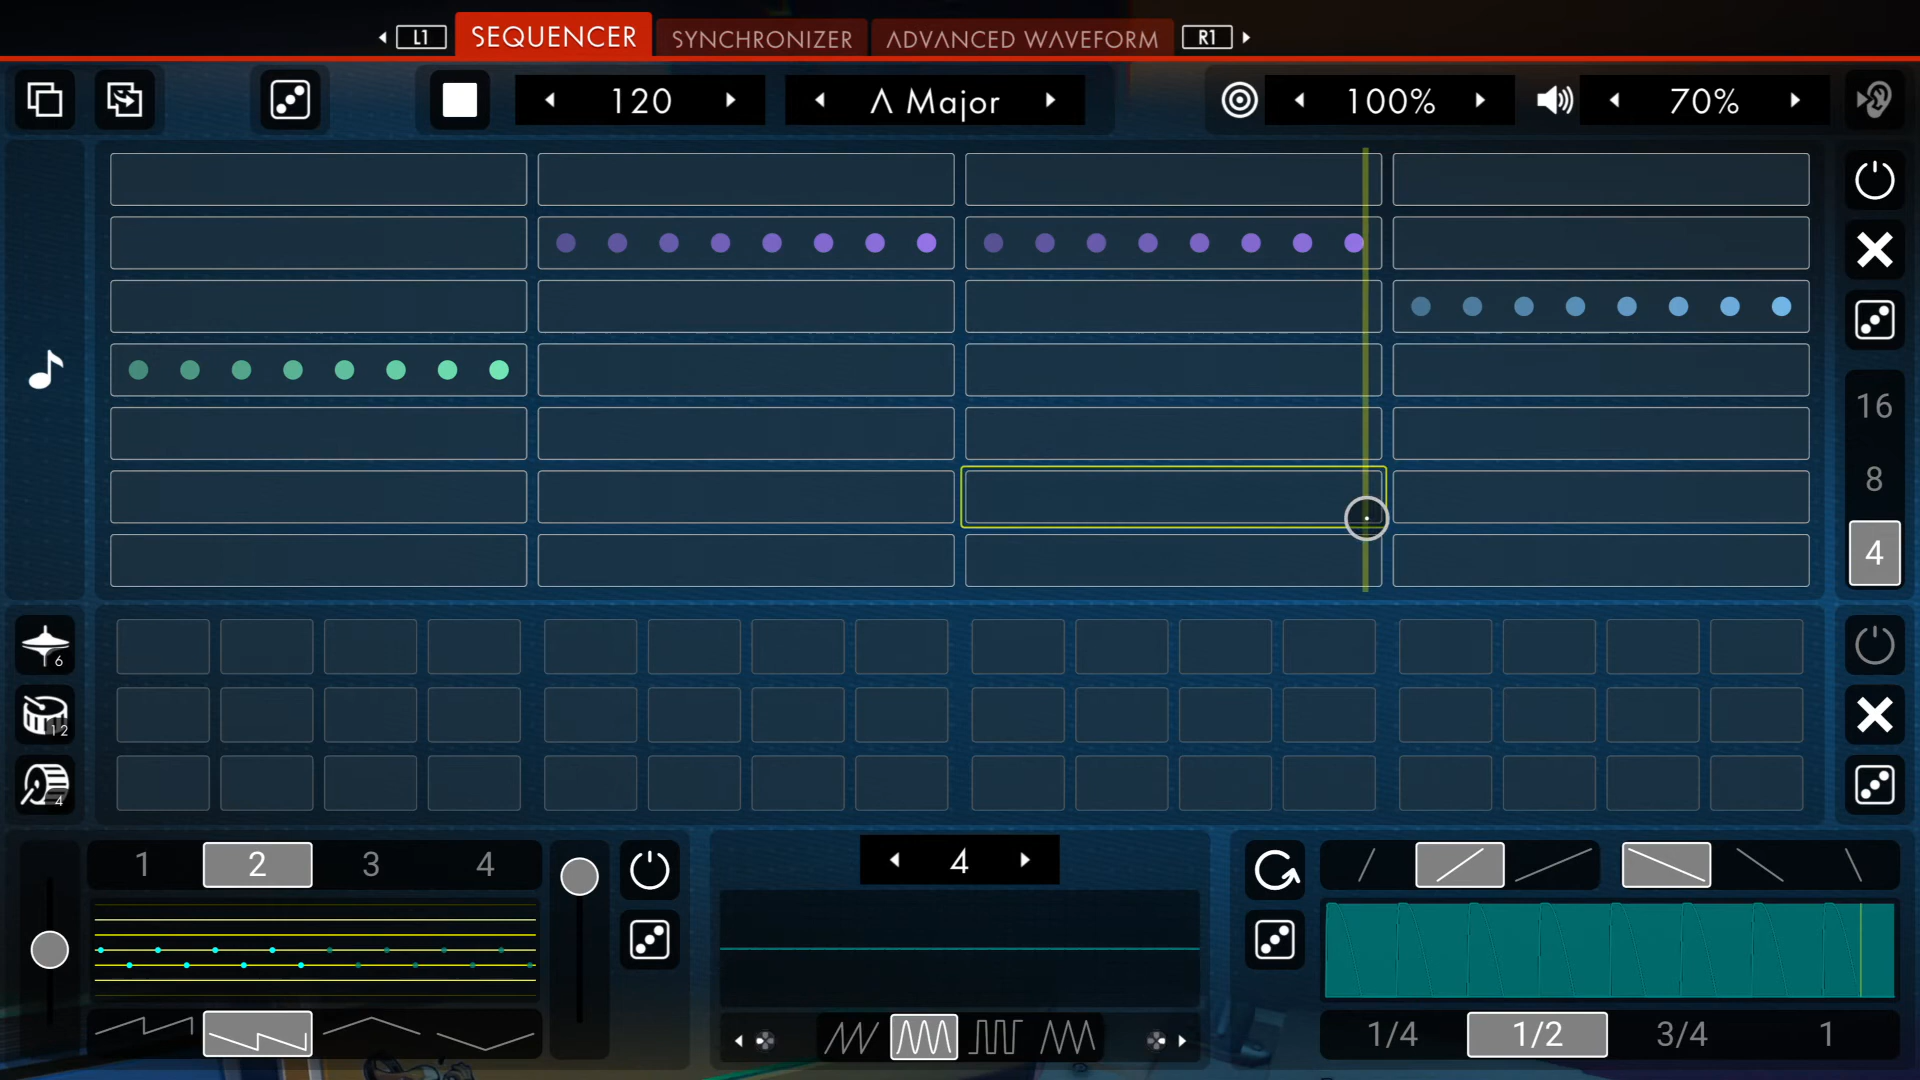 L1 SEQUENCER SYNCHRONIZER ADVANCED WAVEFORM R1
120 A Major 100% 70%
16
8
4
6
12
4
1 2 3 4
4
1/4 1/2 3/4 1